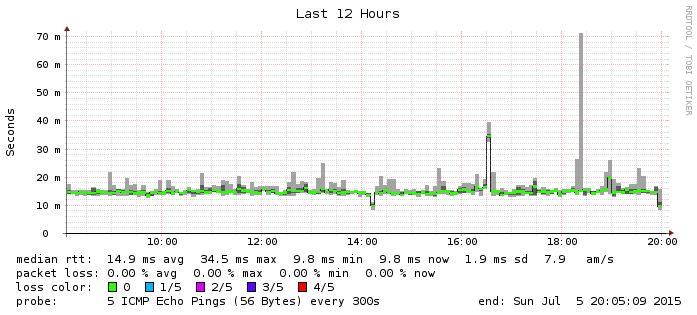 Last 12 Hours
RRDTOOL / TOBI OETIKER
Seconds
70 m
60 m
50 m
40 m
30 m
20 m
10 m
0
10:00 12:00 14:00 16:00 18:00 20:00
median rtt: 14.9 ms avg 34.5 ms max 9.8 ms min 9.8 ms now 1.9 ms sd 7.9 am/s
packet loss: 0.00 % avg 0.00 % max 0.00 % min 0.00 % now
loss color: 0 1/5 2/5 3/5 4/5
probe: 5 ICMP Echo Pings (56 Bytes) every 300s end: Sun Jul 5 20:05:09 2015